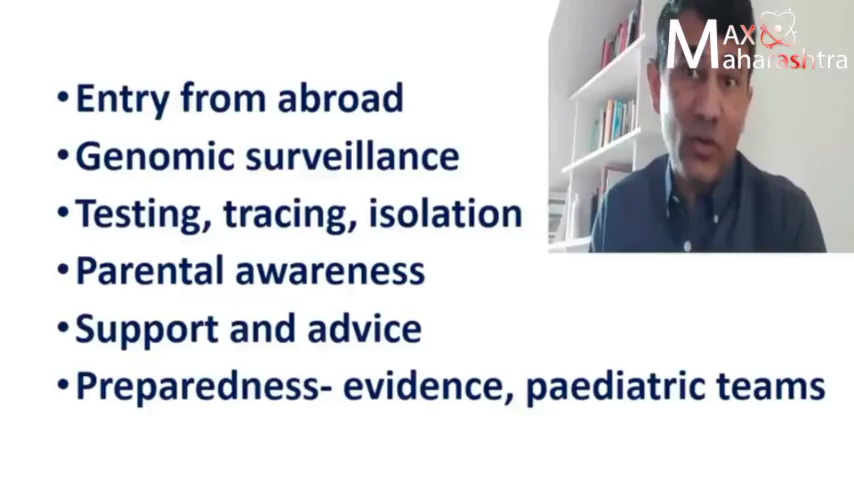 MAX
Maharashtra
•Entry from abroad
•Genomic surveillance
•Testing, tracing, isolation
•Parental awareness
•Support and advice
•Preparedness- evidence, paediatric teams